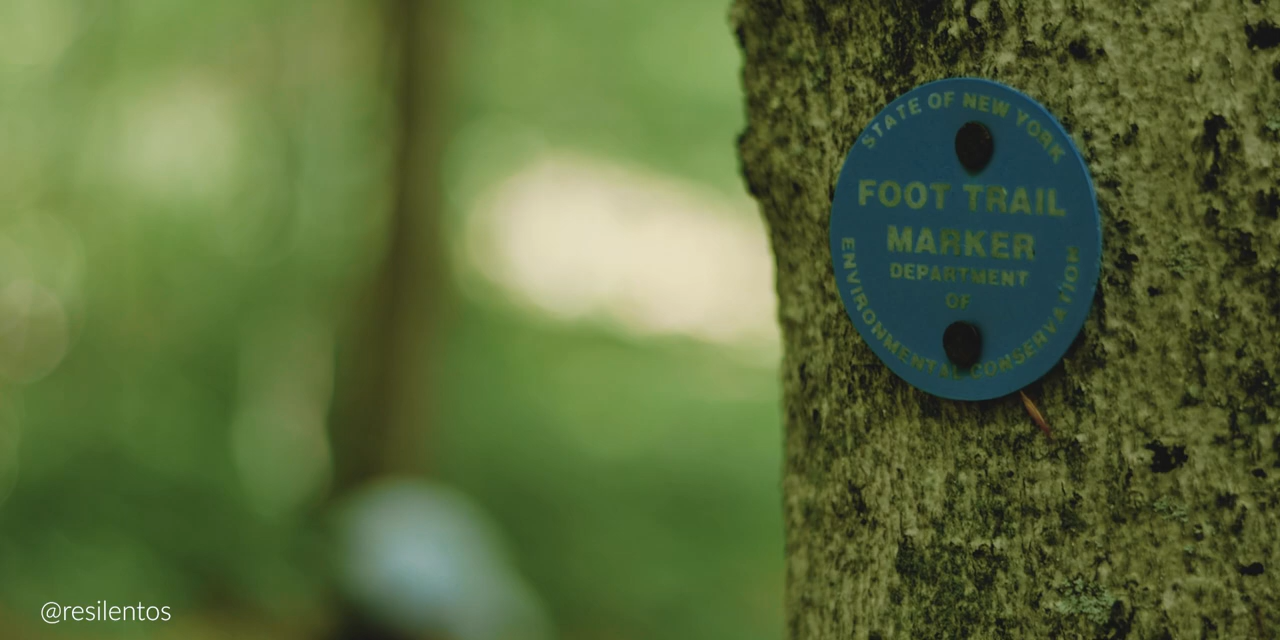 STATE OF NEW YORK
FOOT TRAIL
MARKER
DEPARTMENT
OF
ENVIRONMENTAL CONSERVATION
@resilentos